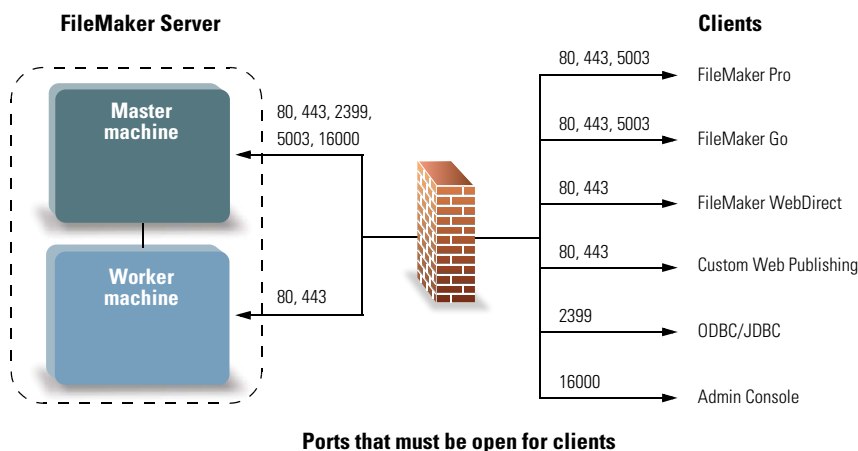 FileMaker Server
Clients
Master
machine
80, 443, 2399,
5003, 16000
Worker
machine
80, 443
80, 443, 5003
FileMaker Pro
80, 443, 5003
FileMaker Go
80, 443
FileMaker WebDirect
80, 443
Custom Web Publishing
2399
ODBC/JDBC
16000
Admin Console
Ports that must be open for clients